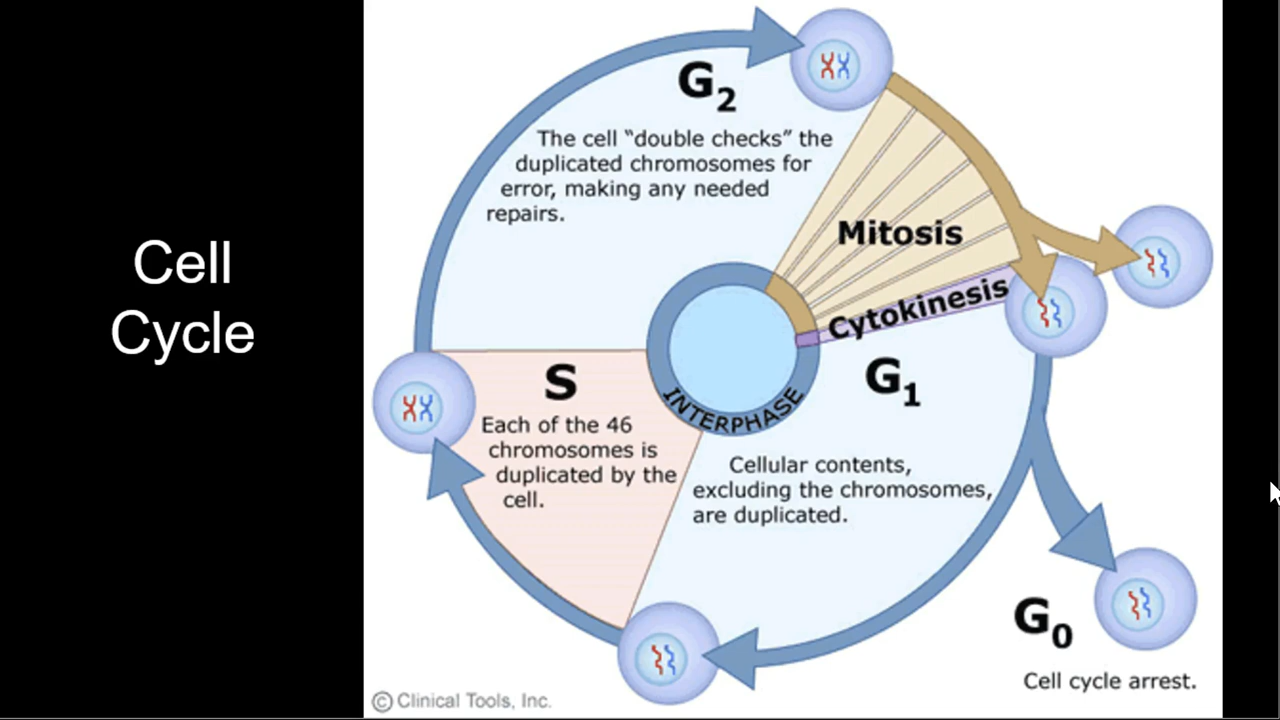 Cell
Cycle
G₂
The cell “double checks” the
duplicated chromosomes for
error, making any needed
repairs.
Mitosis
Cytokinesis
INTERPHASE
G₁
Cellular contents,
excluding the chromosomes,
are duplicated.
S
Each of the 46
chromosomes is
duplicated by the
cell.
G₀
Cell cycle arrest.
© Clinical Tools, Inc.